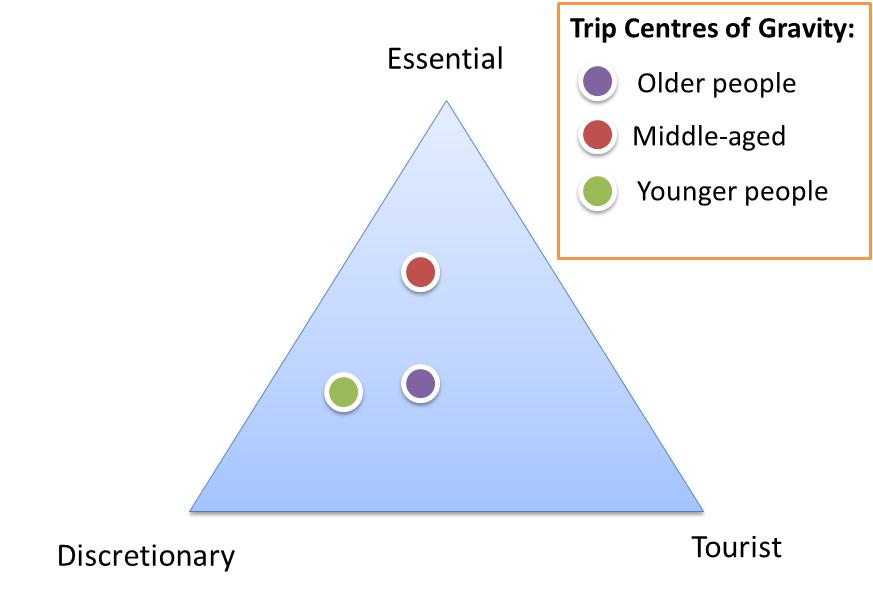 Trip Centres of Gravity:
Older people
Middle-aged
Younger people
Essential
Discretionary
Tourist